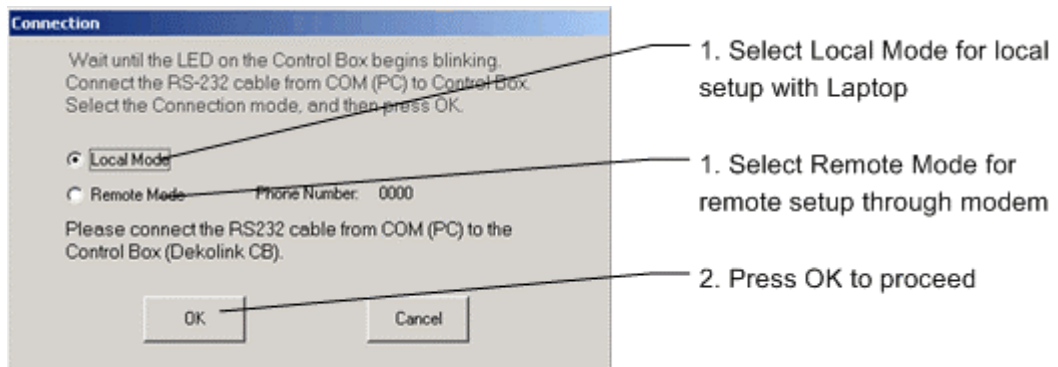 Connection
Wait until the LED on the Control Box begins blinking.
Connect the RS-232 cable from COM (PC) to Control Box.
Select the Connection mode, and then press OK.
Local Mode
Remote Mode Phone Number: 0000
Please connect the RS232 cable from COM (PC) to the
Control Box (Dekolink CB).
OK Cancel
1. Select Local Mode for local
setup with Laptop
1. Select Remote Mode for
remote setup through modem
2. Press OK to proceed